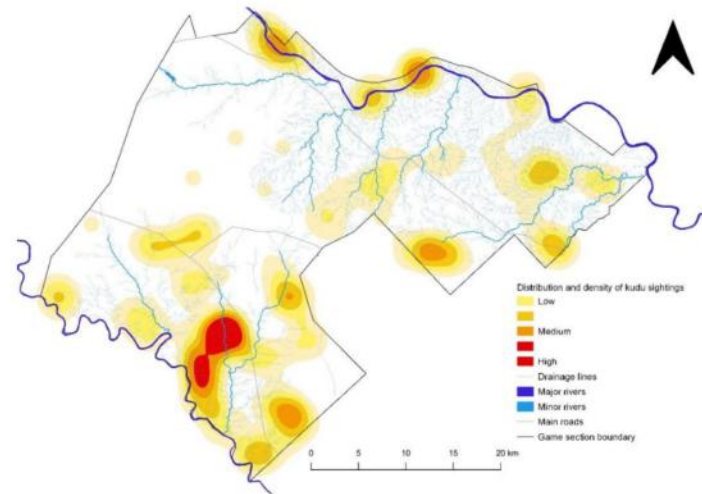 Distribution and density of kudu sightings
Low
Medium
High
Drainage lines
Major rivers
Minor rivers
Main roads
Game section boundary
0 5 10 15 20 km